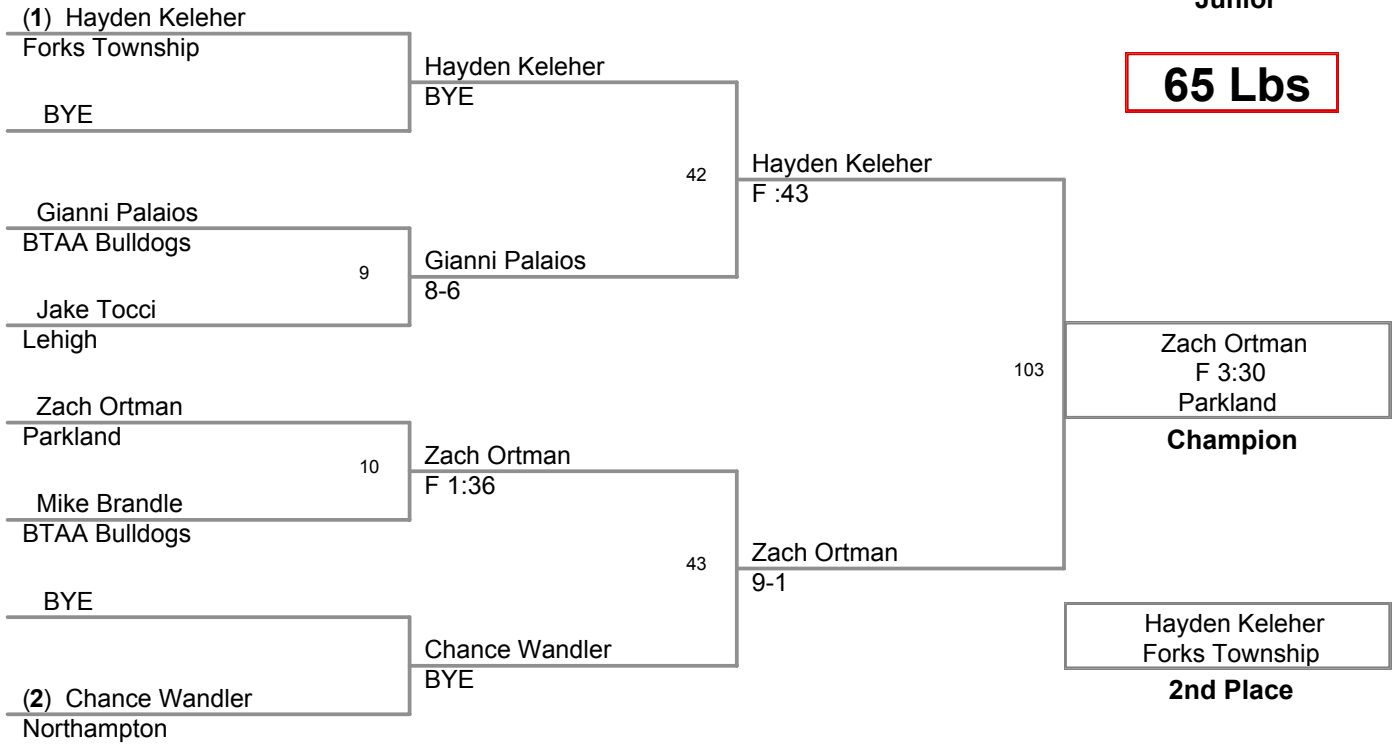 Junior
65 Lbs
(1) Hayden Keleher
Forks Township
BYE
Gianni Palaios
BTAA Bulldogs
9
Jake Tocci
Lehigh
Zach Ortman
Parkland
10
Mike Brandle
BTAA Bulldogs
BYE
(2) Chance Wandler
Northampton
Hayden Keleher
BYE
42
Gianni Palaios
8-6
Zach Ortman
F 1:36
43
Chance Wandler
BYE
Hayden Keleher
F :43
103
Zach Ortman
9-1
Zach Ortman
F 3:30
Parkland
Champion
Hayden Keleher
Forks Township
2nd Place